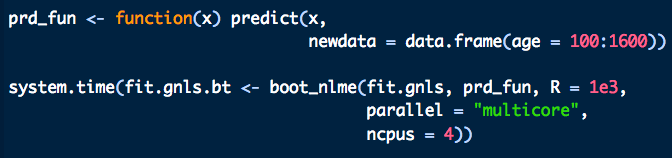 prd_fun <- function(x) predict(x,
newdata = data.frame(age = 100:1600))
system.time(fit.gnls.bt <- boot_nlme(fit.gnls, prd_fun, R = 1e3,
parallel = "multicore",
ncpus = 4))